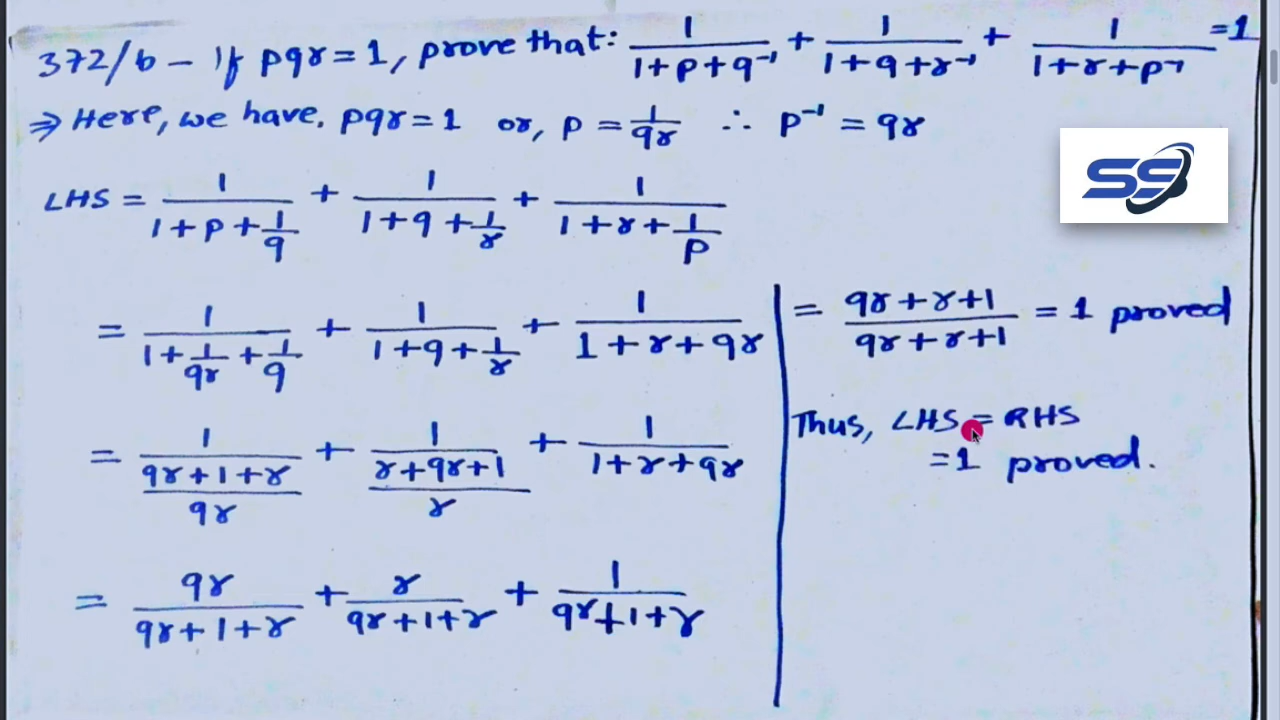 372/b - If pqr = 1, prove that: 1/(1+p+q⁻¹) + 1/(1+q+r⁻¹) + 1/(1+r+p⁻¹) = 1
⇒ Here, we have. pqr = 1 or, p = 1/qr ∴ p⁻¹ = qr
LHS = 1/(1+p+1/q) + 1/(1+q+1/r) + 1/(1+r+1/p)
= 1/(1+1/qr+1/q) + 1/(1+q+1/r) + 1/(1+r+qr)
= 1/((qr+1+r)/qr) + 1/((r+qr+1)/r) + 1/(1+r+qr)
= qr/(qr+1+r) + r/(qr+1+r) + 1/(qr+1+r)
= (qr+r+1)/(qr+r+1) = 1 proved
Thus, LHS = RHS
= 1 proved.
SS